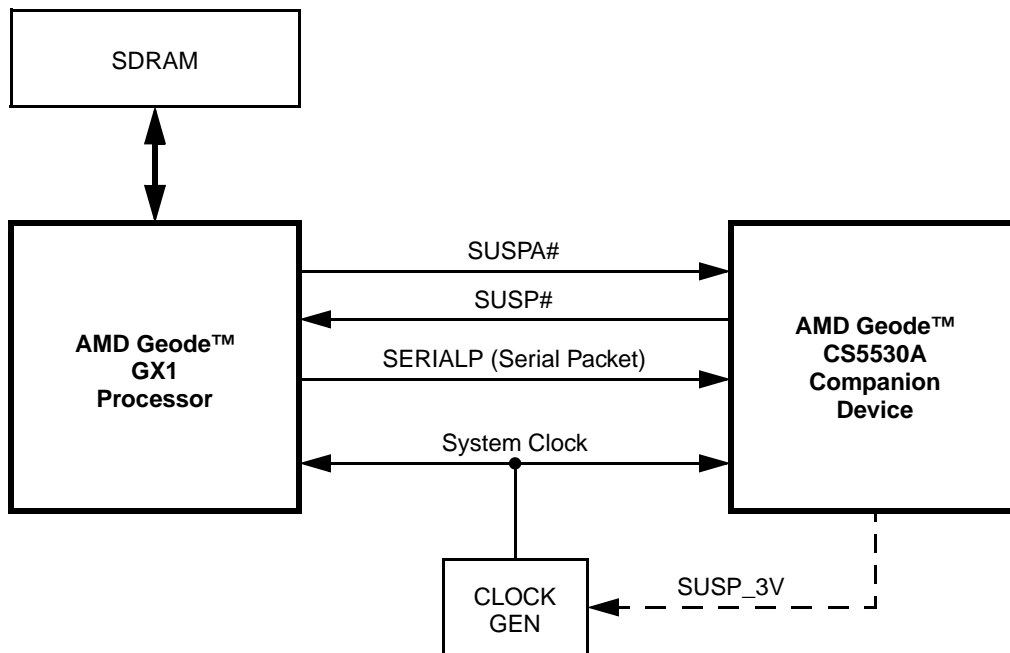 SDRAM
SUSPA#
SUSP#
AMD Geode™
GX1
Processor
SERIALP (Serial Packet)
AMD Geode™
CS5530A
Companion
Device
System Clock
CLOCK
GEN
SUSP_3V